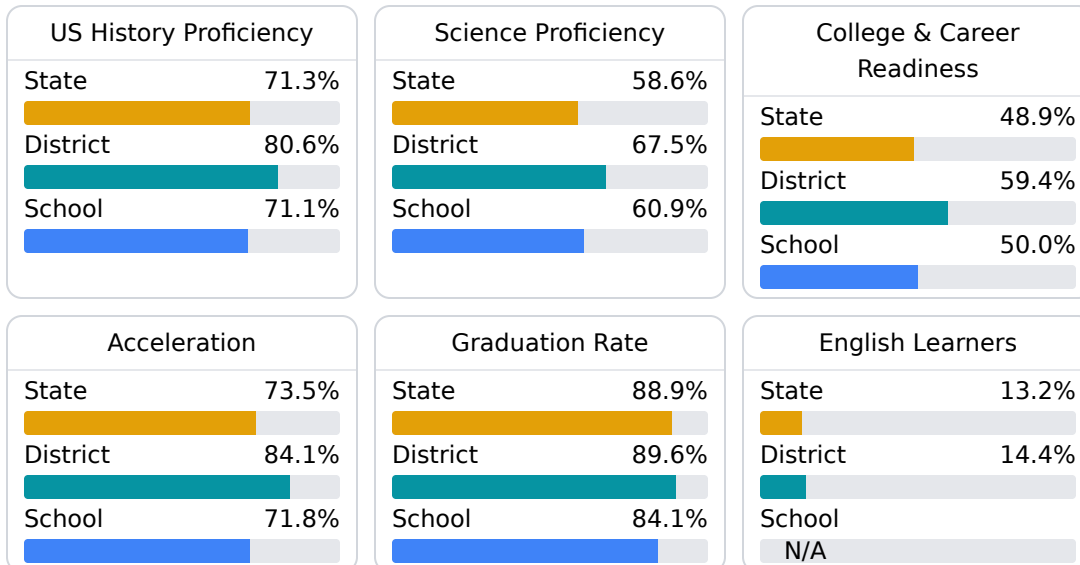 US History Proficiency
State 71.3%
District 80.6%
School 71.1%
Science Proficiency
State 58.6%
District 67.5%
School 60.9%
College & Career
Readiness
State 48.9%
District 59.4%
School 50.0%
Acceleration
State 73.5%
District 84.1%
School 71.8%
Graduation Rate
State 88.9%
District 89.6%
School 84.1%
English Learners
State 13.2%
District 14.4%
School
N/A